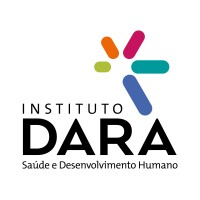 INSTITUTO
DARA
Saúde e Desenvolvimento Humano